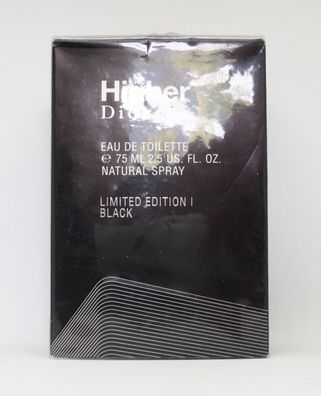 Higher
Dior
EAU DE TOILETTE
℮ 75 ML 2.5 US. FL. OZ.
NATURAL SPRAY
LIMITED EDITION I
BLACK